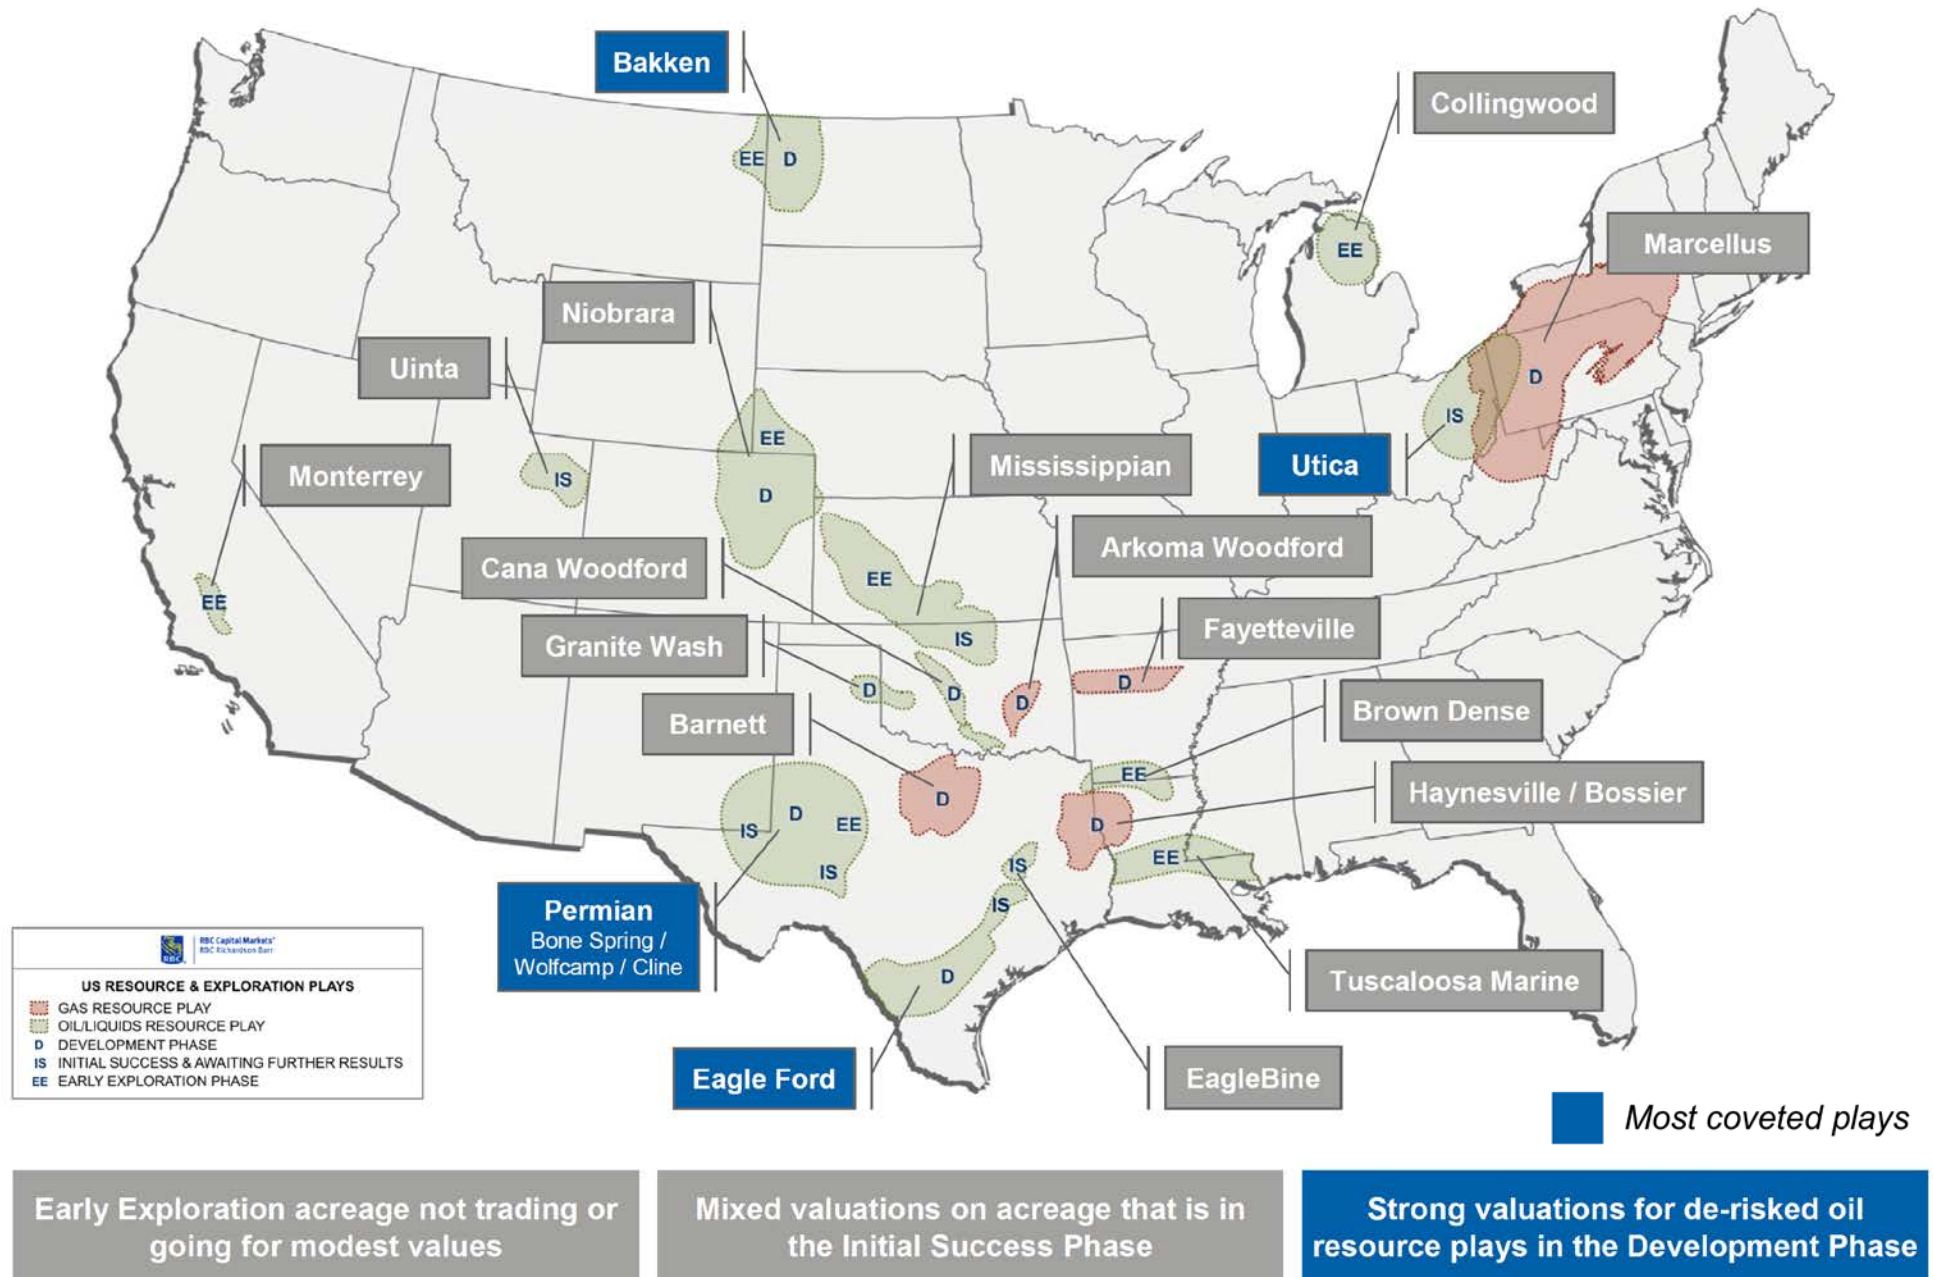 Bakken
Collingwood
EE
D
Marcellus
EE
Niobrara
Uinta
D
IS
EE
Monterrey
Mississippian
Utica
IS
D
Cana Woodford
Arkoma Woodford
EE
EE
Granite Wash
Fayetteville
IS
D
D
D
D
Barnett
Brown Dense
EE
D
Haynesville / Bossier
D
IS
D
EE
IS
EE
IS
IS
Permian
Bone Spring /
Wolfcamp / Cline
D
Tuscaloosa Marine
Eagle Ford
EagleBine
RBC
RBC Capital Markets®
RBC Richardson Barr
US RESOURCE & EXPLORATION PLAYS
GAS RESOURCE PLAY
OIL/LIQUIDS RESOURCE PLAY
D DEVELOPMENT PHASE
IS INITIAL SUCCESS & AWAITING FURTHER RESULTS
EE EARLY EXPLORATION PHASE
Most coveted plays
Early Exploration acreage not trading or
going for modest values
Mixed valuations on acreage that is in
the Initial Success Phase
Strong valuations for de-risked oil
resource plays in the Development Phase